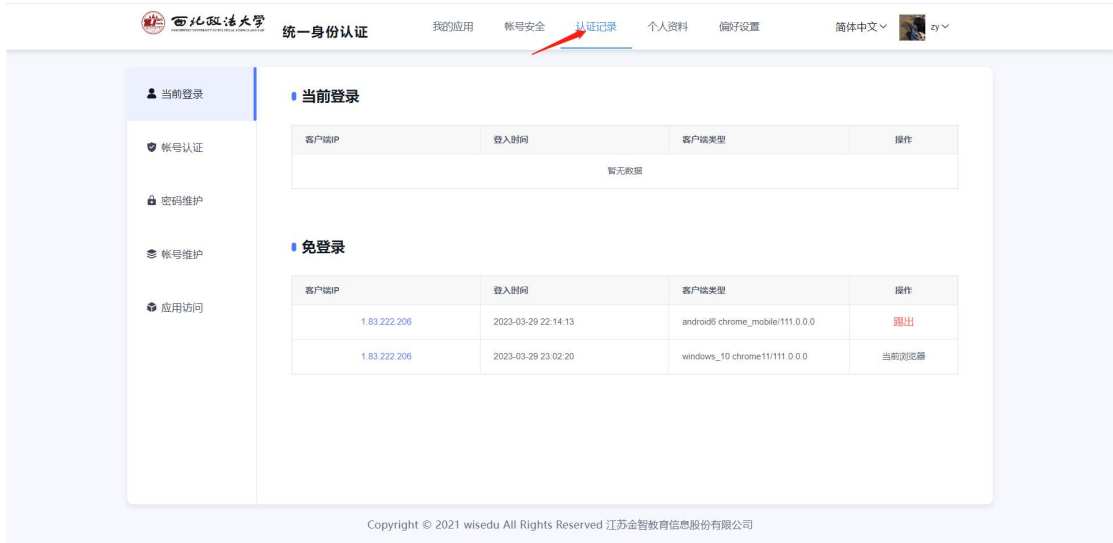 西北政法大学 统一身份认证 我的应用 帐号安全 认证记录 个人资料 偏好设置 简体中文 zy
当前登录
帐号认证
密码维护
帐号维护
应用访问
当前登录
客户端IP 登入时间 客户端类型 操作
暂无数据
免登录
客户端IP 登入时间 客户端类型 操作
1.83.222.206 2023-03-29 22:14:13 android6 chrome_mobile/111.0.0.0 踢出
1.83.222.206 2023-03-29 23:02:20 windows_10 chrome11/111.0.0.0 当前浏览器
Copyright © 2021 wisedu All Rights Reserved 江苏金智教育信息股份有限公司